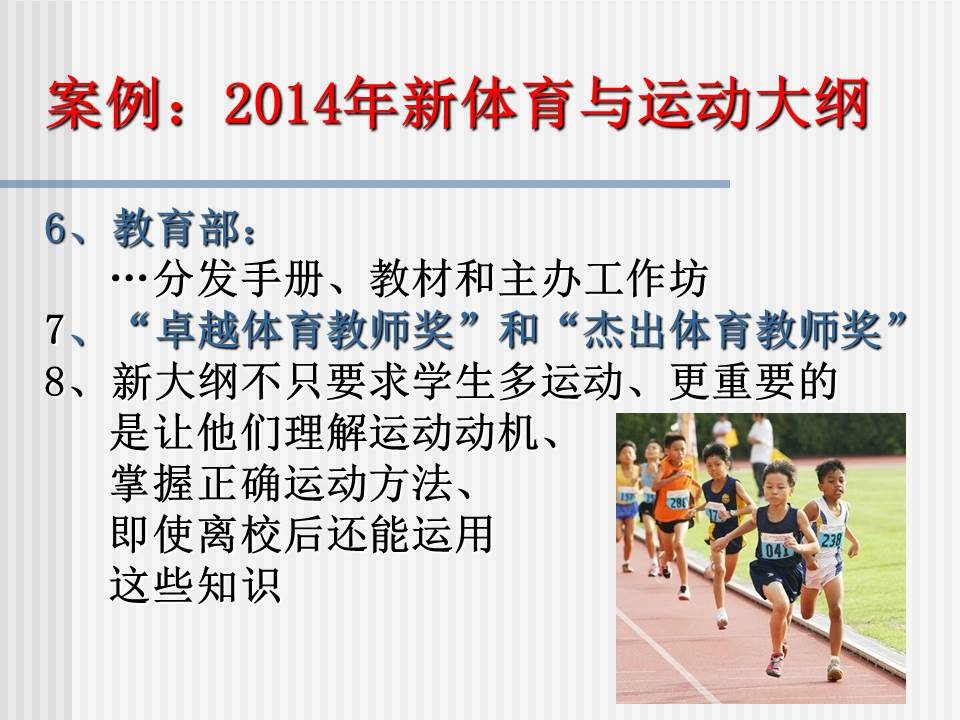 案例：2014年新体育与运动大纲
6、教育部：
…分发手册、教材和主办工作坊
7、“卓越体育教师奖”和“杰出体育教师奖”
8、新大纲不只要求学生多运动、更重要的
是让他们理解运动动机、
掌握正确运动方法、
即使离校后还能运用
这些知识
286
041
238